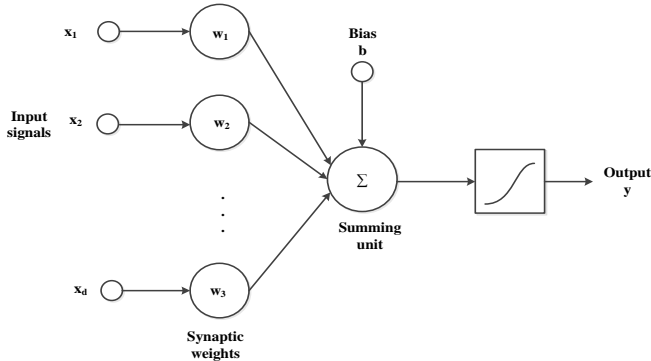 x1
w1
Bias
b
Input
signals
x2
w2
Σ
Output
y
Summing
unit
xd
w3
Synaptic
weights